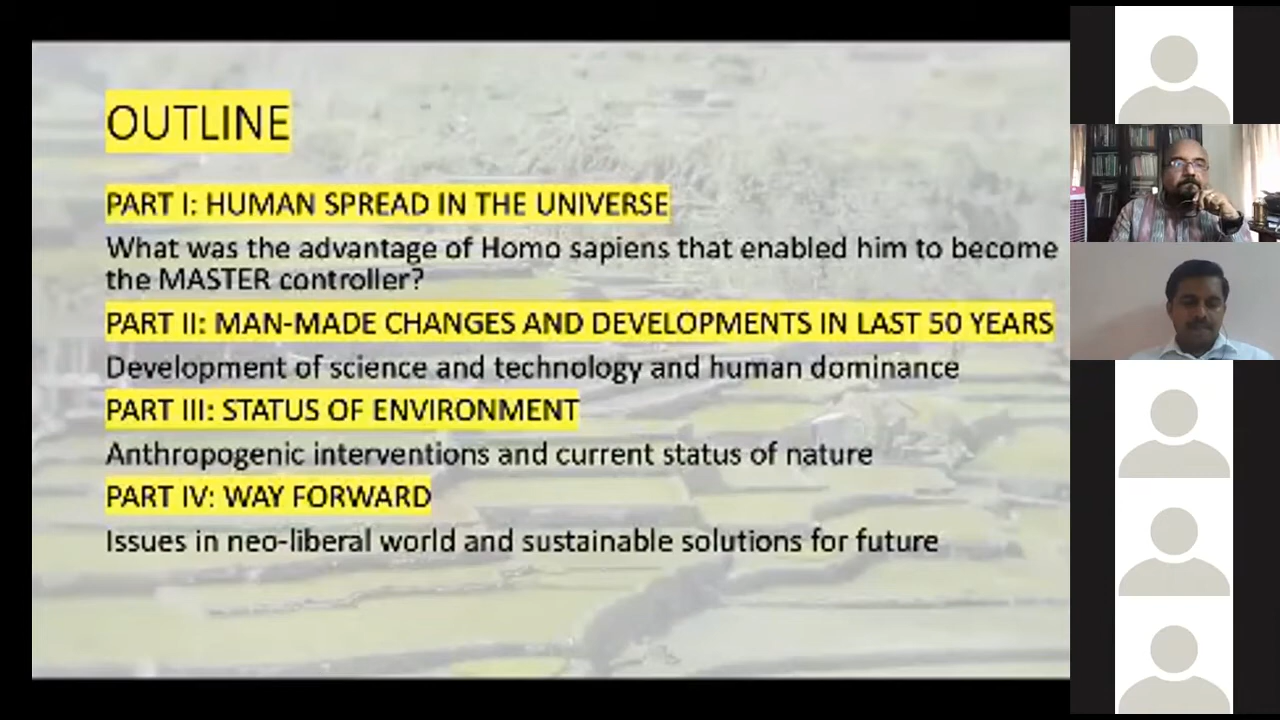 OUTLINE
PART I: HUMAN SPREAD IN THE UNIVERSE
What was the advantage of Homo sapiens that enabled him to become
the MASTER controller?
PART II: MAN-MADE CHANGES AND DEVELOPMENTS IN LAST 50 YEARS
Development of science and technology and human dominance
PART III: STATUS OF ENVIRONMENT
Anthropogenic interventions and current status of nature
PART IV: WAY FORWARD
Issues in neo-liberal world and sustainable solutions for future